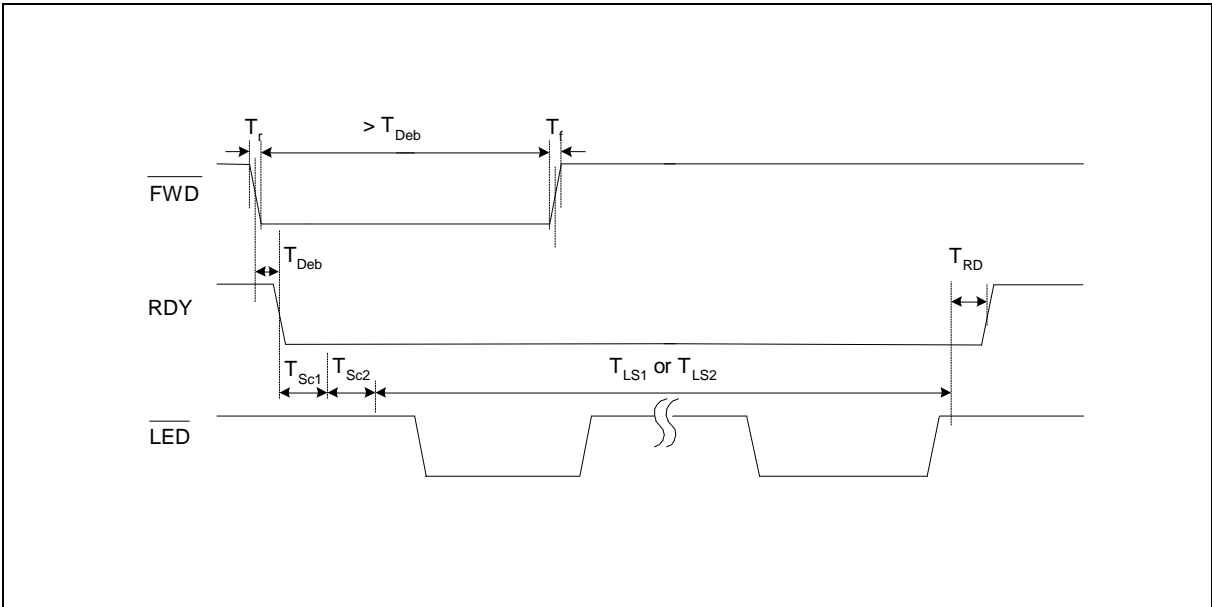 Tr > TDeb Tf
FWD
TDeb
TRD
RDY
TSc1 TSc2 TLS1 or TLS2
LED